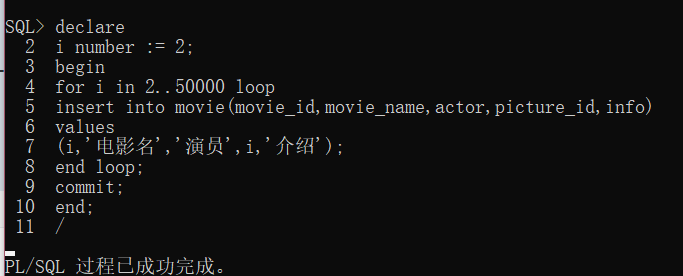 SQL> declare
2 i number := 2;
3 begin
4 for i in 2..50000 loop
5 insert into movie(movie_id,movie_name,actor,picture_id,info)
6 values
7 (i,'电影名','演员',i,'介绍');
8 end loop;
9 commit;
10 end;
11 /
PL/SQL 过程已成功完成。